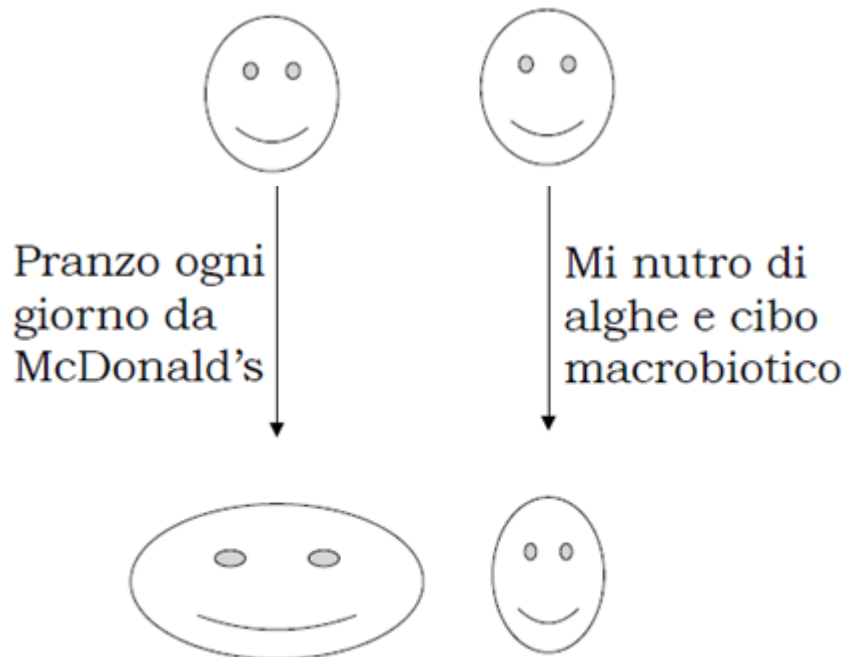 Pranzo ogni
giorno da
McDonald’s
Mi nutro di
alghe e cibo
macrobiotico